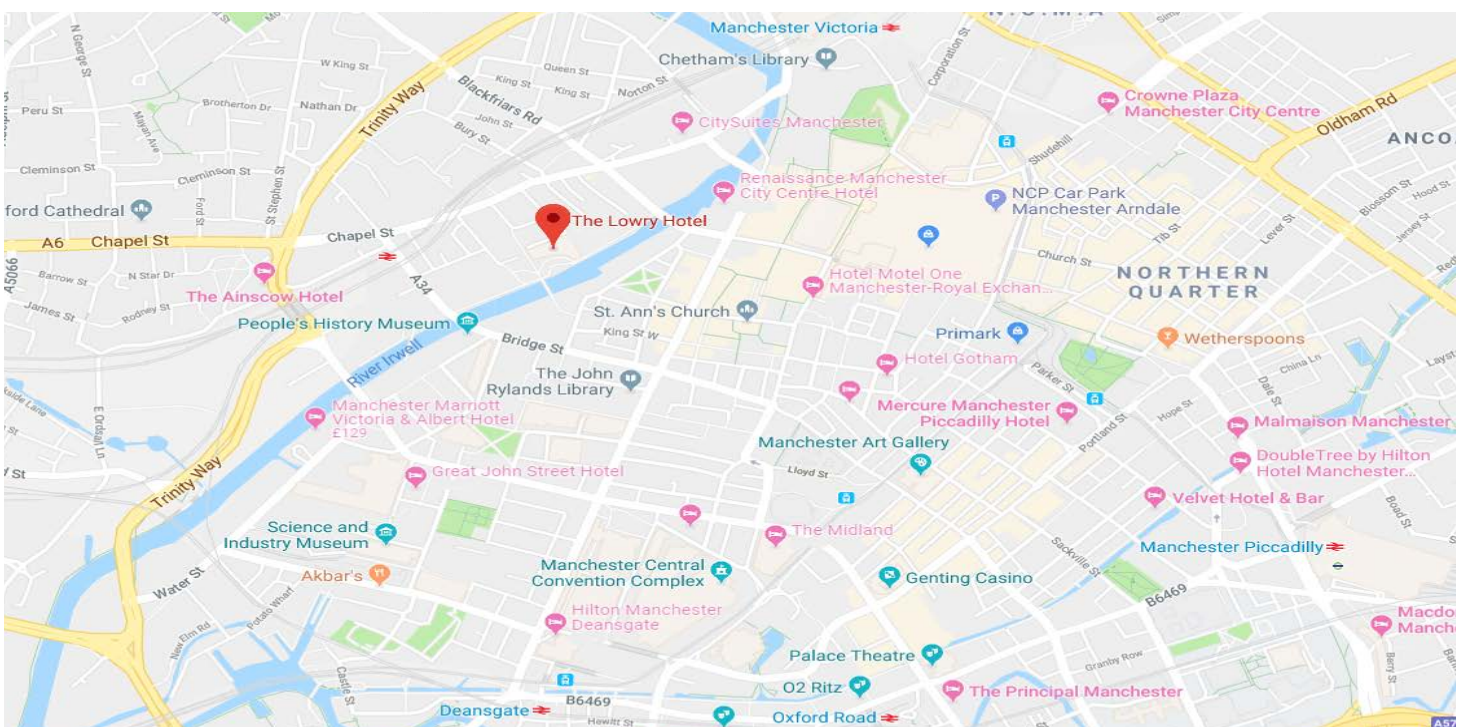 Manchester Victoria
Chetham's Library
Corporation St
N George St
W King St
Queen St
King St
King St
Norton St
Blackfriars Rd
Trinity Way
Peru St
Mayan Ave
Brotherton Dr
Nathan Dr
John St
Bury St
CitySuites Manchester
Crowne Plaza
Manchester City Centre
Oldham Rd
Shudehill
ANCO
Cleminson St
Cleminson St
St Stephen St
Ford St
Renaissance Manchester
City Centre Hotel
NCP Car Park
Manchester Arndale
Blossom St
Hood St
Jersey St
Tib St
Lever St
ford Cathedral
The Lowry Hotel
A6
Chapel St
Chapel St
A5066
Barrow St
N Star Dr
James St
Rodney St
The Ainscow Hotel
A34
Church St
NORTHERN
QUARTER
Hotel Motel One
Manchester-Royal Exchan...
St. Ann's Church
People's History Museum
King St W
Bridge St
River Irwell
Primark
Wetherspoons
Hotel Gotham
China Ln
Parker St
Dale St
The John
Rylands Library
Manchester Marriott
Victoria & Albert Hotel
£129
E Ordsall Ln
Mercure Manchester
Piccadilly Hotel
Hope St
Portland St
Malmaison Manchester
Manchester Art Gallery
DoubleTree by Hilton
Hotel Manchester...
Lloyd St
Great John Street Hotel
Trinity Way
Velvet Hotel & Bar
Boad St
Science and
Industry Museum
The Midland
Sackville St
Manchester Piccadilly
Manchester Central
Convention Complex
Genting Casino
Akbar's
Water St
Potato Wharf
B6469
Hilton Manchester
Deansgate
New Elm Rd
Macdo
Manch
Palace Theatre
Granby Row
Berry St
Castle St
O2 Ritz
The Principal Manchester
B6469
Deansgate
Hewitt St
Oxford Road
A57